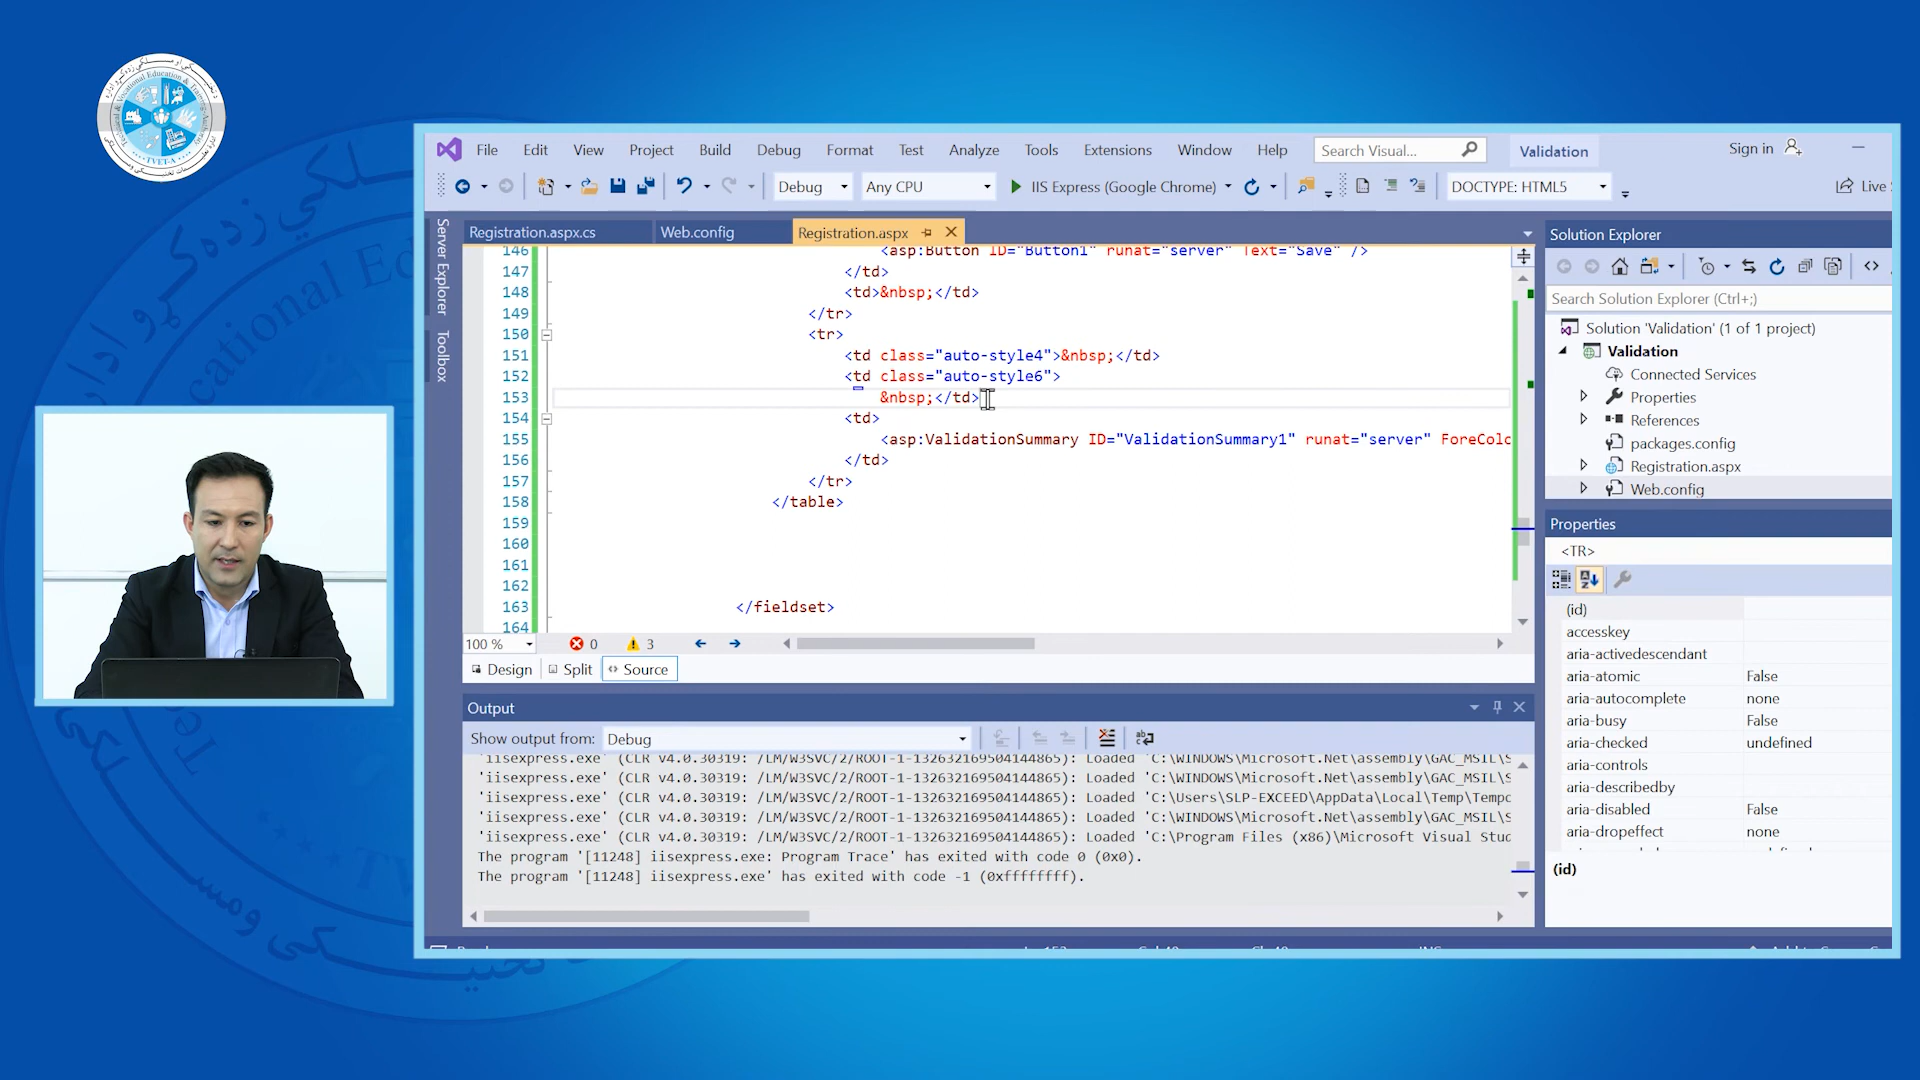 Technical & Vocational Education & Training Authority
TVET-A
File Edit View Project Build Debug Format Test Analyze Tools Extensions Window Help Search Visual... Validation Sign in
Debug Any CPU IIS Express (Google Chrome) DOCTYPE: HTML5 Live
Server Explorer
Toolbox
Registration.aspx.cs Web.config Registration.aspx
146 <asp:Button ID="Button1" runat="server" Text="Save" />
147 </td>
148 <td>&nbsp;</td>
149 </tr>
150 <tr>
151 <td class="auto-style4">&nbsp;</td>
152 <td class="auto-style6">
153 &nbsp;</td>
154 <td>
155 <asp:ValidationSummary ID="ValidationSummary1" runat="server" ForeColo
156 </td>
157 </tr>
158 </table>
159
160
161
162
163 </fieldset>
164
100 % 0 3
Design Split Source
Output
Show output from: Debug
'iisexpress.exe' (CLR v4.0.30319: /LM/W3SVC/2/ROOT-1-132632169504144865): Loaded 'C:\WINDOWS\Microsoft.Net\assembly\GAC_MSIL\S
'iisexpress.exe' (CLR v4.0.30319: /LM/W3SVC/2/ROOT-1-132632169504144865): Loaded 'C:\WINDOWS\Microsoft.Net\assembly\GAC_MSIL\S
'iisexpress.exe' (CLR v4.0.30319: /LM/W3SVC/2/ROOT-1-132632169504144865): Loaded 'C:\Users\SLP-EXCEED\AppData\Local\Temp\Tempo
'iisexpress.exe' (CLR v4.0.30319: /LM/W3SVC/2/ROOT-1-132632169504144865): Loaded 'C:\WINDOWS\Microsoft.Net\assembly\GAC_MSIL\S
'iisexpress.exe' (CLR v4.0.30319: /LM/W3SVC/2/ROOT-1-132632169504144865): Loaded 'C:\Program Files (x86)\Microsoft Visual Stud
The program '[11248] iisexpress.exe: Program Trace' has exited with code 0 (0x0).
The program '[11248] iisexpress.exe' has exited with code -1 (0xffffffff).
Solution Explorer
Search Solution Explorer (Ctrl+;)
Solution 'Validation' (1 of 1 project)
Validation
Connected Services
Properties
References
packages.config
Registration.aspx
Web.config
Properties
<TR>
(id)
accesskey
aria-activedescendant
aria-atomic False
aria-autocomplete none
aria-busy False
aria-checked undefined
aria-controls
aria-describedby
aria-disabled False
aria-dropeffect none
(id)